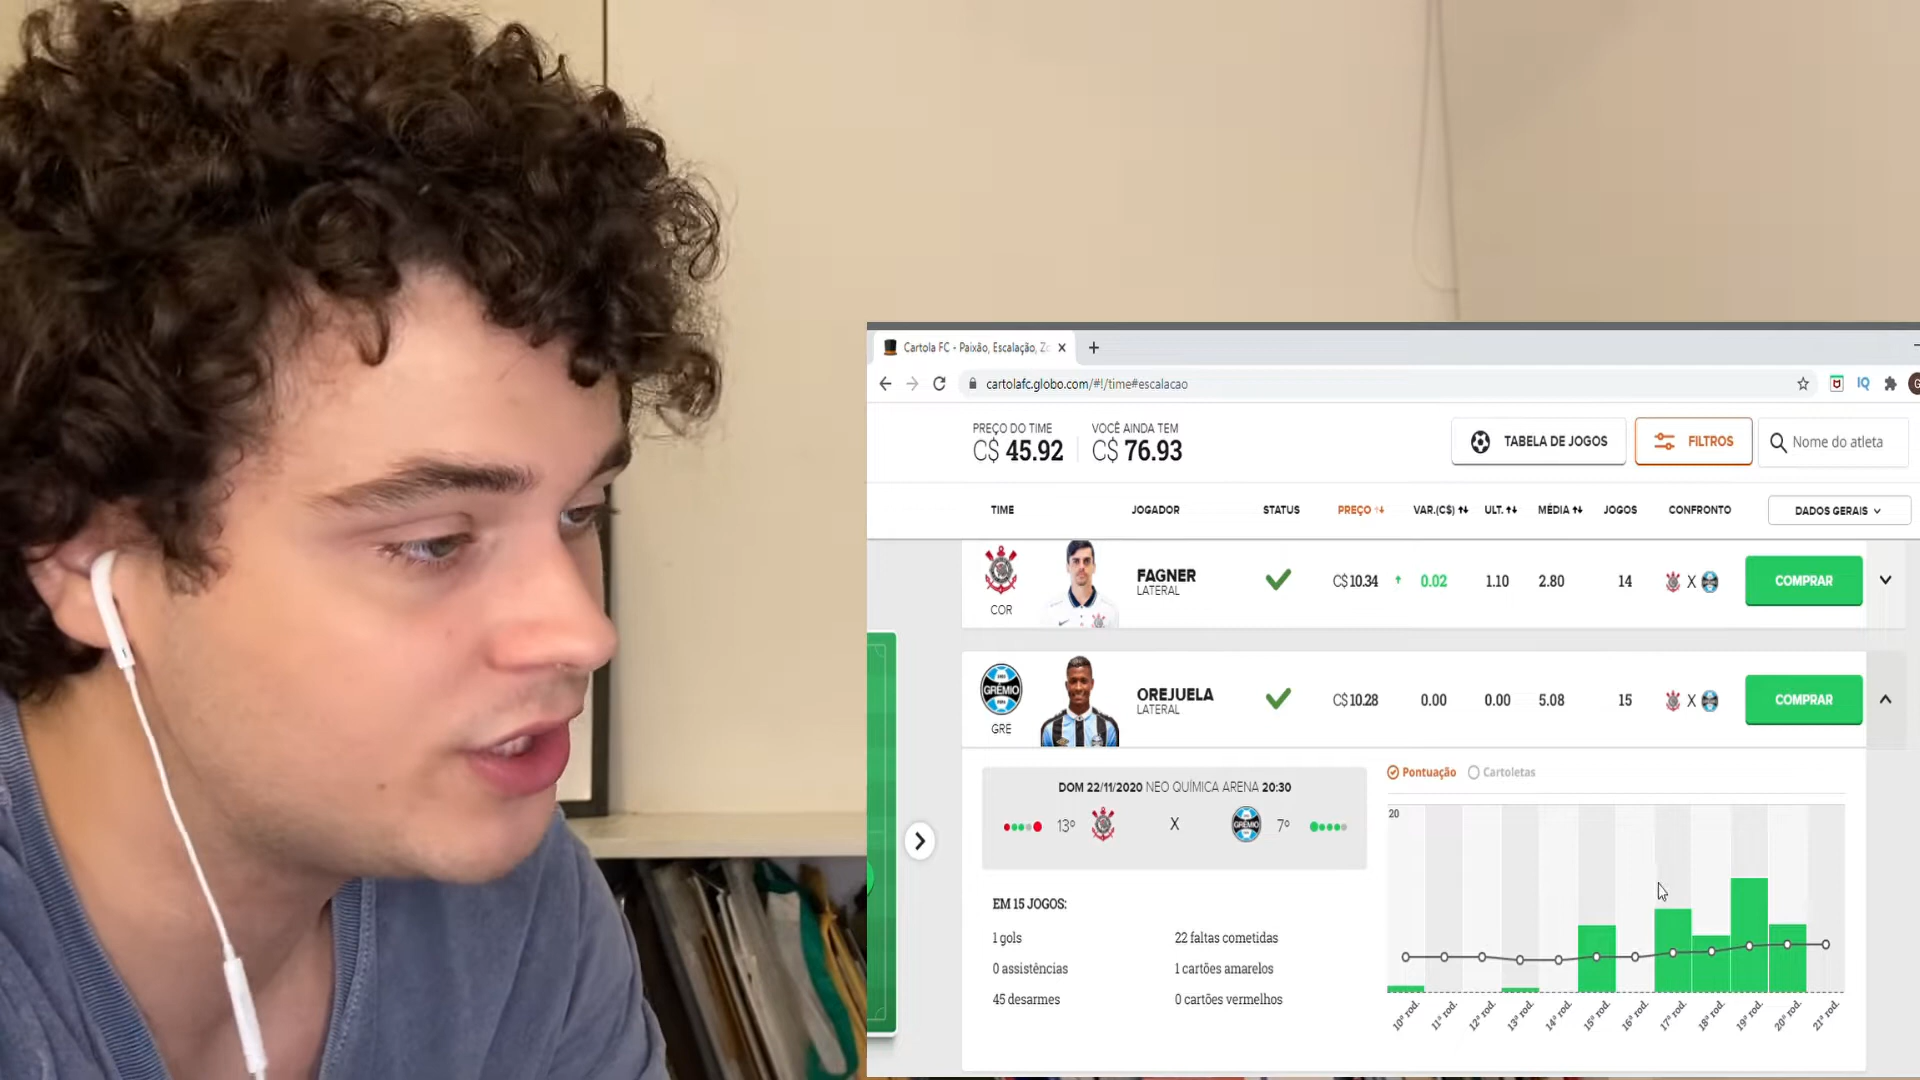 Cartola FC - Paixão, Escalação, Zo
cartolafc.globo.com/#!/time#escalacao
IQ
G
PREÇO DO TIME
C$ 45.92
VOCÊ AINDA TEM
C$ 76.93
TABELA DE JOGOS
FILTROS
Nome do atleta
TIME JOGADOR STATUS PREÇO VAR.(C$) ULT. MÉDIA JOGOS CONFRONTO DADOS GERAIS
COR
FAGNER
LATERAL
C$ 10.34 0.02 1.10 2.80 14 X COMPRAR
GRÊMIO
GRE
OREJUELA
LATERAL
C$ 10.28 0.00 0.00 5.08 15 X COMPRAR
DOM 22/11/2020 NEO QUÍMICA ARENA 20:30
13º X GRÊMIO 7º
EM 15 JOGOS:
1 gols
22 faltas cometidas
0 assistências
1 cartões amarelos
45 desarmes
0 cartões vermelhos
Pontuação Cartoletas
20
10ª rod. 11ª rod. 12ª rod. 13ª rod. 14ª rod. 15ª rod. 16ª rod. 17ª rod. 18ª rod. 19ª rod. 20ª rod. 21ª rod.